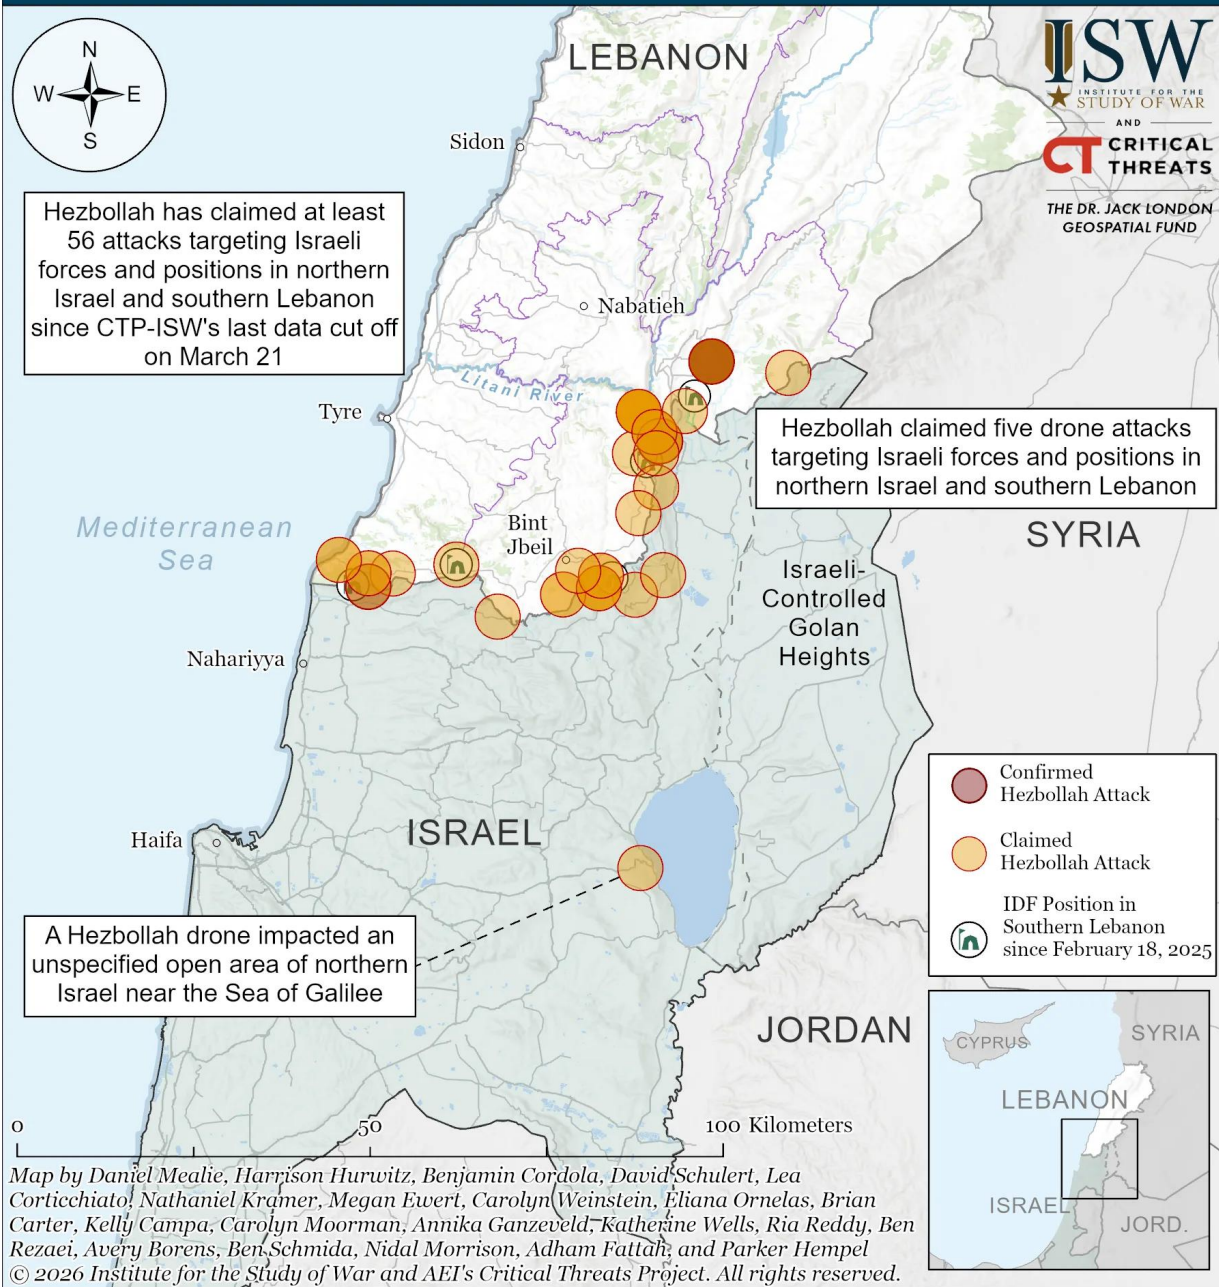 N
W E
S
LEBANON
ISW
INSTITUTE FOR THE
STUDY OF WAR
AND
CT CRITICAL
THREATS
THE DR. JACK LONDON
GEOSPATIAL FUND
Sidon
Hezbollah has claimed at least
56 attacks targeting Israeli
forces and positions in northern
Israel and southern Lebanon
since CTP-ISW's last data cut off
on March 21
Nabatieh
Litani River
Tyre
Hezbollah claimed five drone attacks
targeting Israeli forces and positions in
northern Israel and southern Lebanon
Mediterranean
Sea
Bint
Jbeil
SYRIA
Israeli-
Controlled
Golan
Heights
Nahariyya
Confirmed
Hezbollah Attack
Claimed
Hezbollah Attack
IDF Position in
Southern Lebanon
since February 18, 2025
Haifa
ISRAEL
A Hezbollah drone impacted an
unspecified open area of northern
Israel near the Sea of Galilee
JORDAN
CYPRUS
SYRIA
LEBANON
ISRAEL
JORD.
0 50 100 Kilometers
Map by Daniel Mealie, Harrison Hurwitz, Benjamin Cordola, David Schulert, Lea
Corticchiato, Nathaniel Kramer, Megan Ewert, Carolyn Weinstein, Eliana Ornelas, Brian
Carter, Kelly Campa, Carolyn Moorman, Annika Ganzeveld, Katherine Wells, Ria Reddy, Ben
Rezaei, Avery Borens, Ben Schmida, Nidal Morrison, Adham Fattah, and Parker Hempel
© 2026 Institute for the Study of War and AEI's Critical Threats Project. All rights reserved.